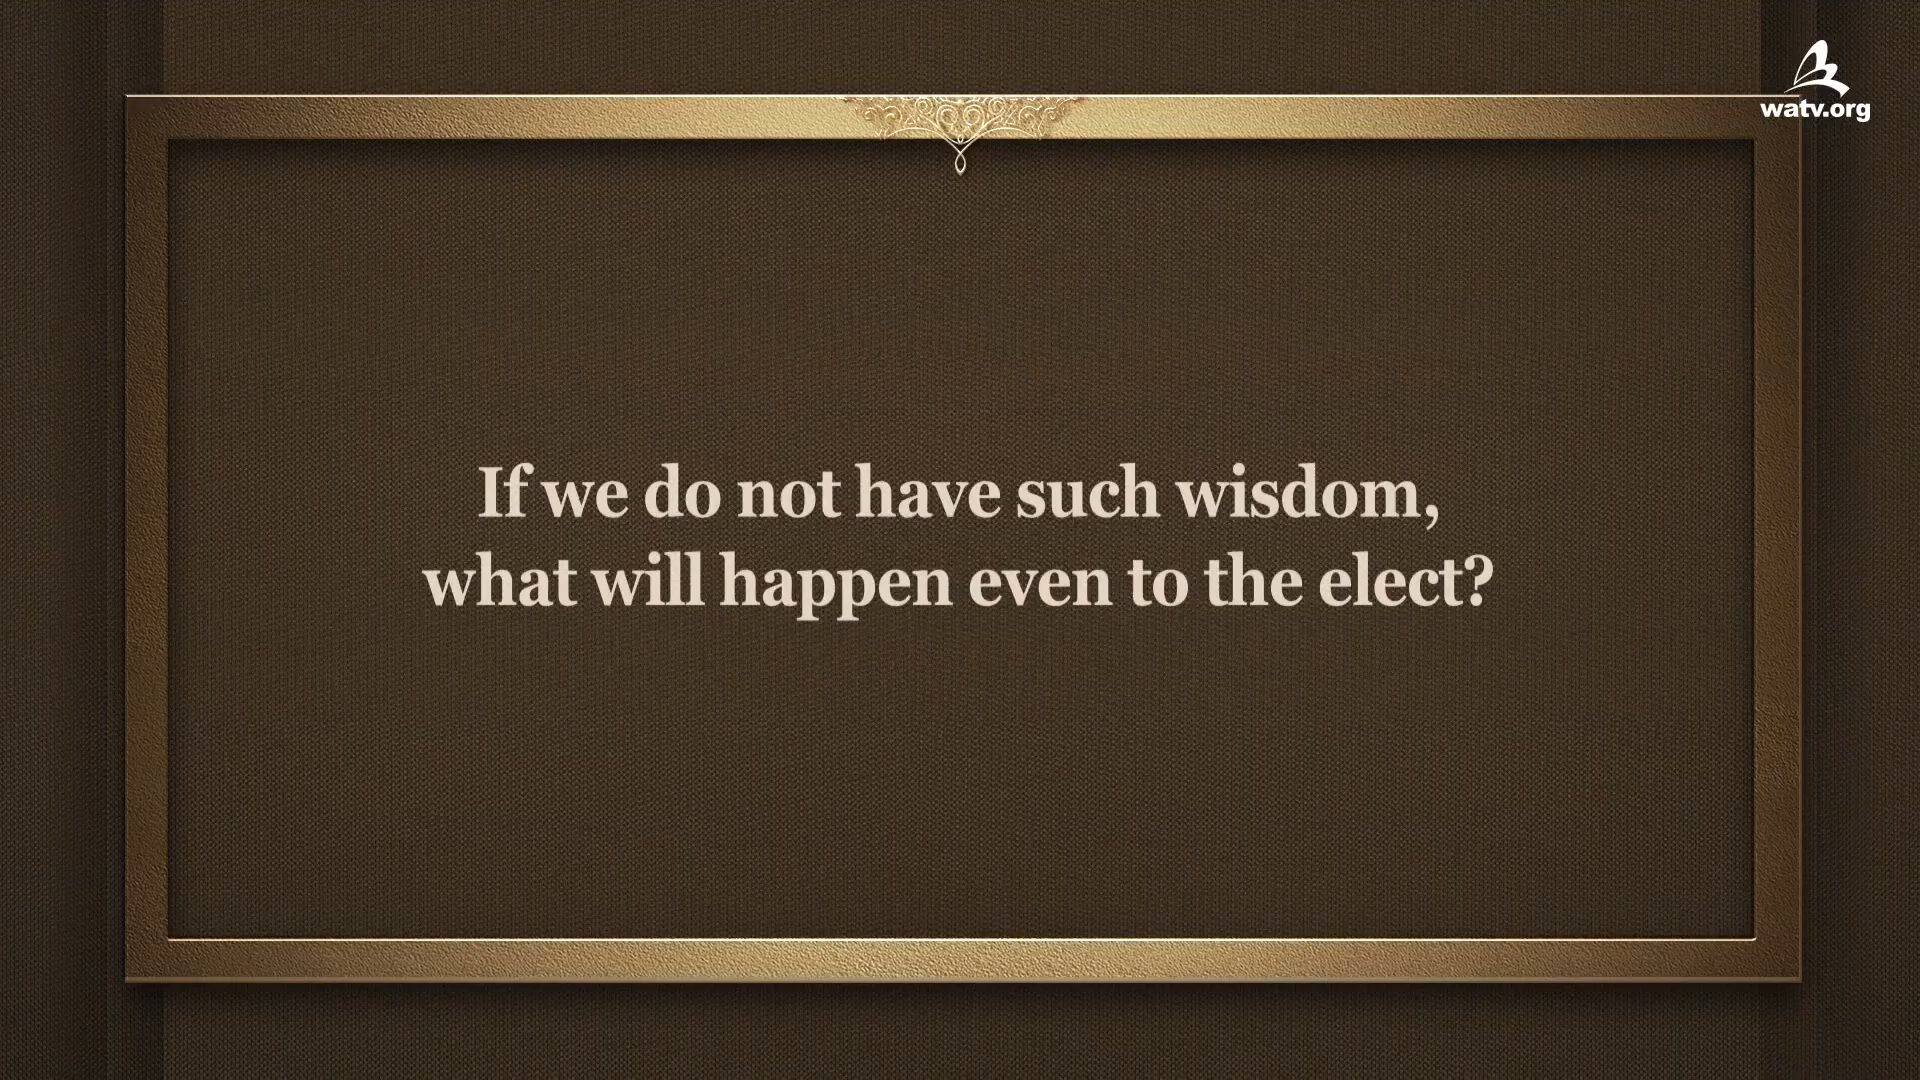 watv.org
If we do not have such wisdom,
what will happen even to the elect?